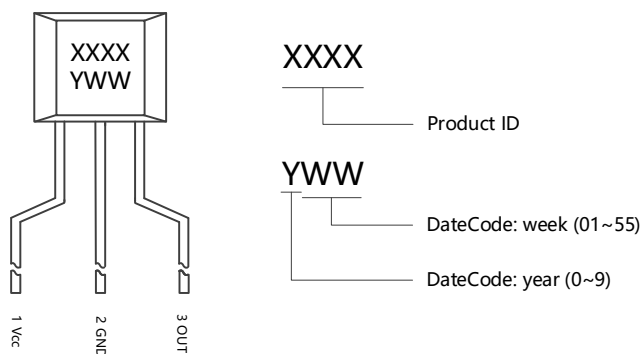 XXXX
YWW
1 Vcc
2 GND
3 OUT
XXXX
Product ID
YWW
DateCode: week (01~55)
DateCode: year (0~9)